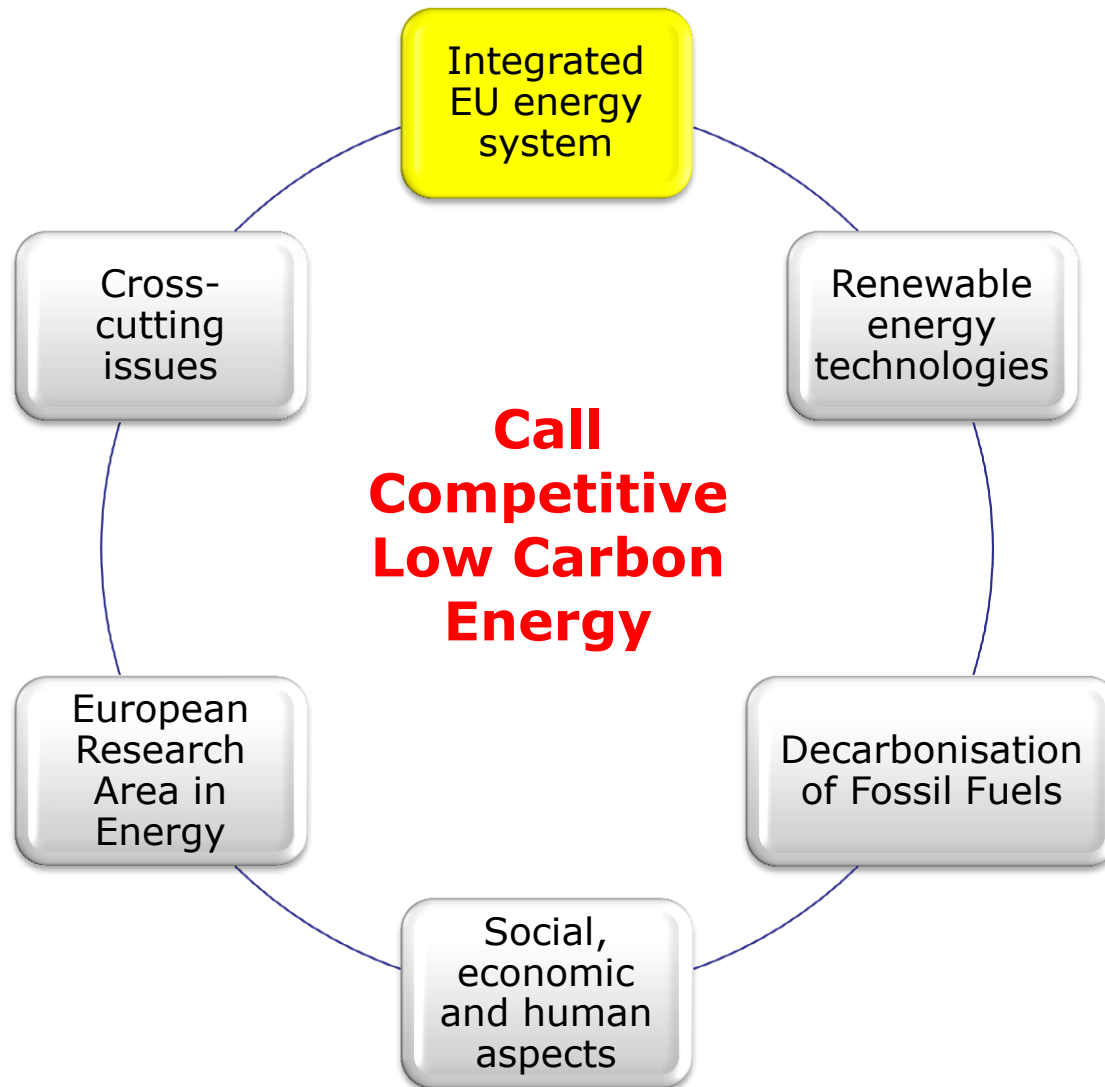 Integrated
EU energy
system
Cross-
cutting
issues
Renewable
energy
technologies
Call
Competitive
Low Carbon
Energy
European
Research
Area in
Energy
Decarbonisation
of Fossil Fuels
Social,
economic
and human
aspects